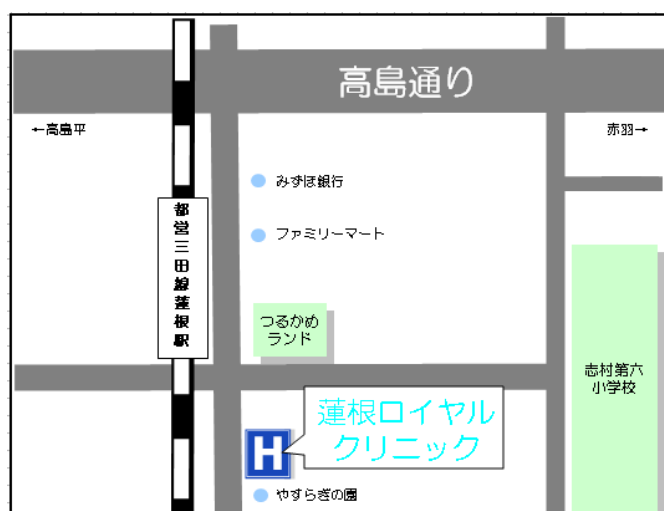 高島通り
←高島平
赤羽→
みずほ銀行
ファミリーマート
都営三田線蓮根駅
つるかめ
ランド
志村第六
小学校
蓮根ロイヤル
クリニック
H
やすらぎの園